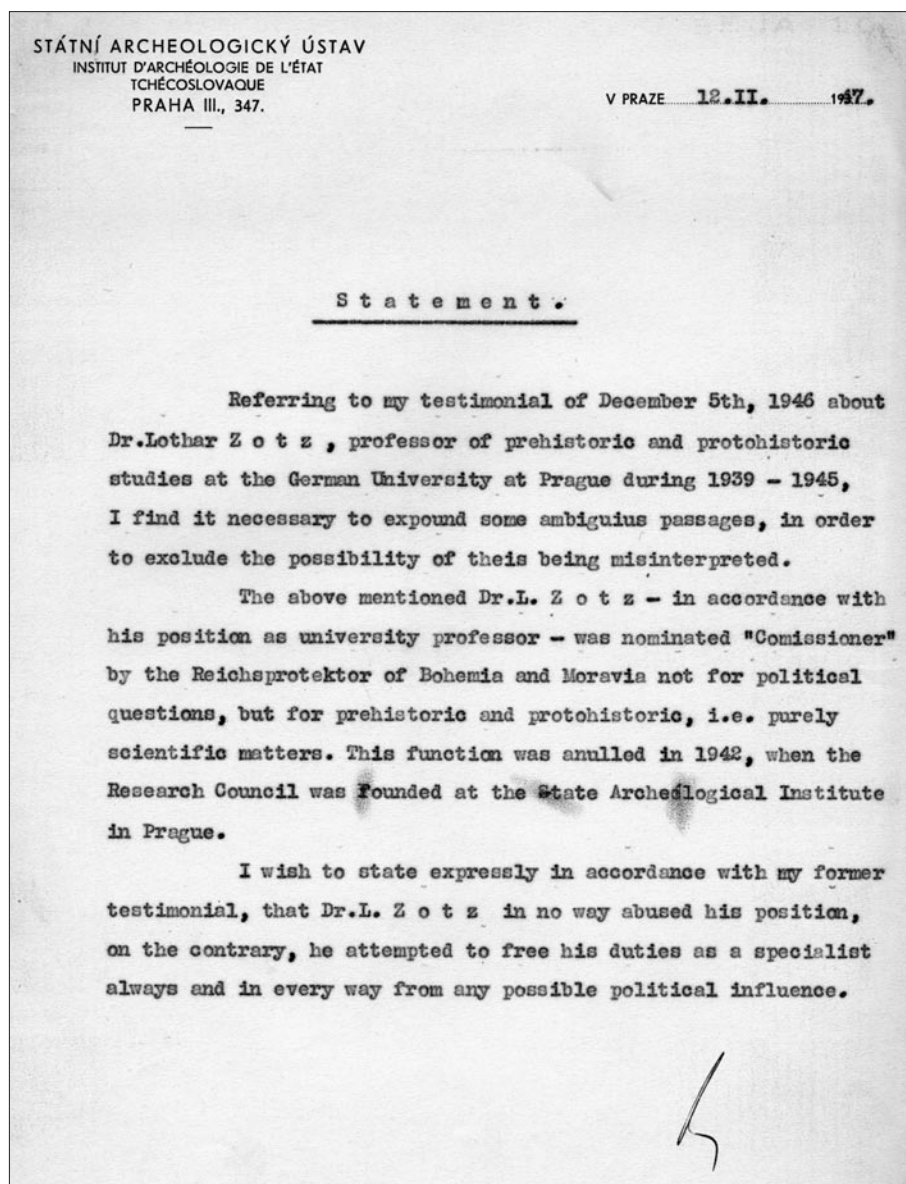 STÁTNÍ ARCHEOLOGICKÝ ÚSTAV
INSTITUT D'ARCHÉOLOGIE DE L'ÉTAT
TCHÉCOSLOVAQUE
PRAHA III., 347.
V PRAZE 12.II. 1947.
Statement.
Referring to my testimonial of December 5th, 1946 about
Dr.Lothar Z o t z , professor of prehistoric and protohistoric
studies at the German University at Prague during 1939 - 1945,
I find it necessary to expound some ambiguius passages, in order
to exclude the possibility of theis being misinterpreted.
The above mentioned Dr.L. Z o t z - in accordance with
his position as university professor - was nominated "Comissioner"
by the Reichsprotektor of Bohemia and Moravia not for political
questions, but for prehistoric and protohistoric, i.e. purely
scientific matters. This function was anulled in 1942, when the
Research Council was founded at the State Archeological Institute
in Prague.
I wish to state expressly in accordance with my former
testimonial, that Dr.L. Z o t z in no way abused his position,
on the contrary, he attempted to free his duties as a specialist
always and in every way from any possible political influence.